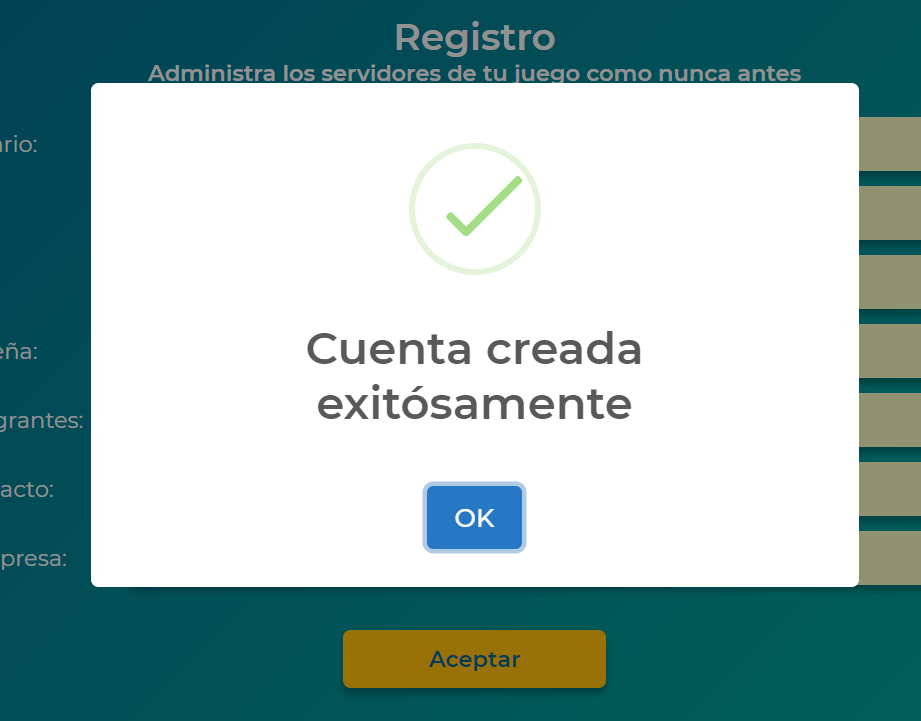 Registro
Administra los servidores de tu juego como nunca antes
rio:
Cuenta creada
exitósamente
eña:
grantes:
acto:
OK
presa:
Aceptar